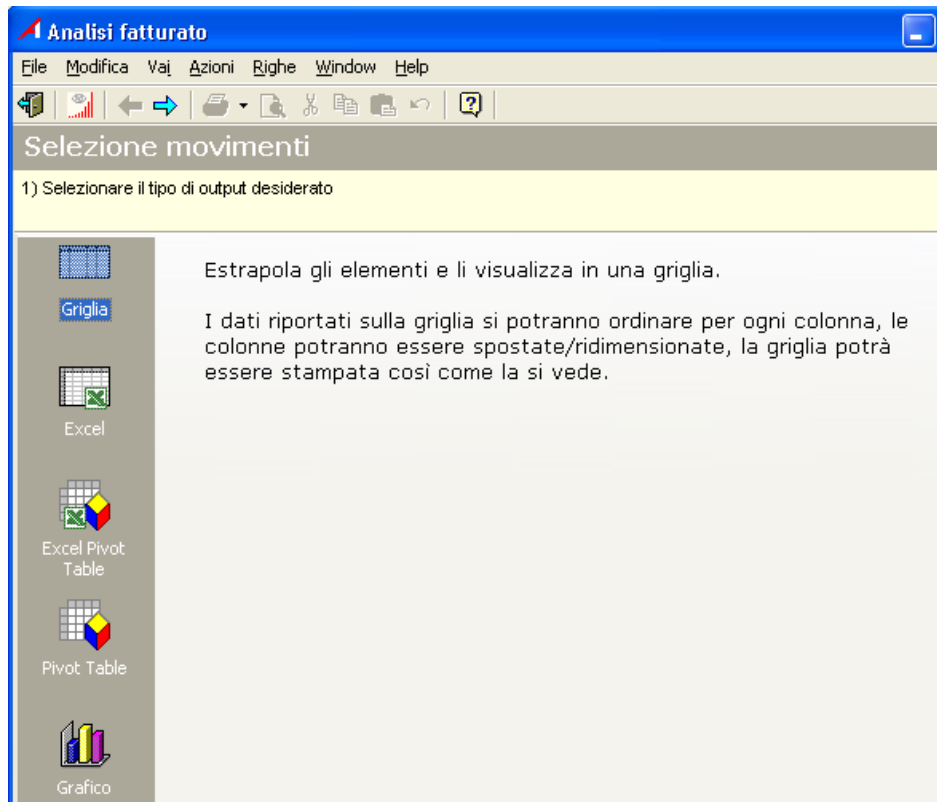 Analisi fatturato
File Modifica Vai Azioni Righe Window Help
Selezione movimenti
1) Selezionare il tipo di output desiderato
Griglia
Excel
Excel Pivot
Table
Pivot Table
Grafico
Estrapola gli elementi e li visualizza in una griglia.
I dati riportati sulla griglia si potranno ordinare per ogni colonna, le
colonne potranno essere spostate/ridimensionate, la griglia potrà
essere stampata così come la si vede.